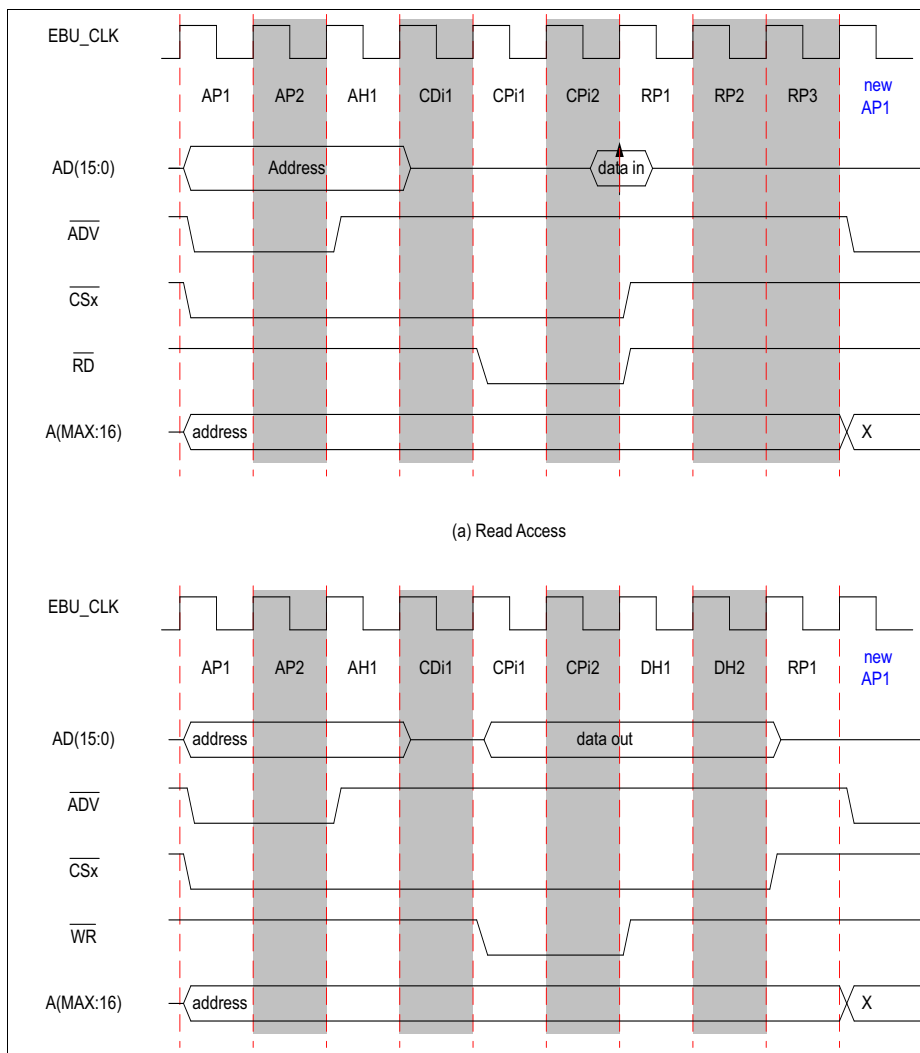 EBU_CLK
AP1 AP2 AH1 CDi1 CPi1 CPi2 RP1 RP2 RP3 new
AP1
AD(15:0) Address data in
ADV
CSx
RD
A(MAX:16) address X
(a) Read Access
EBU_CLK
AP1 AP2 AH1 CDi1 CPi1 CPi2 DH1 DH2 RP1 new
AP1
AD(15:0) address data out
ADV
CSx
WR
A(MAX:16) address X